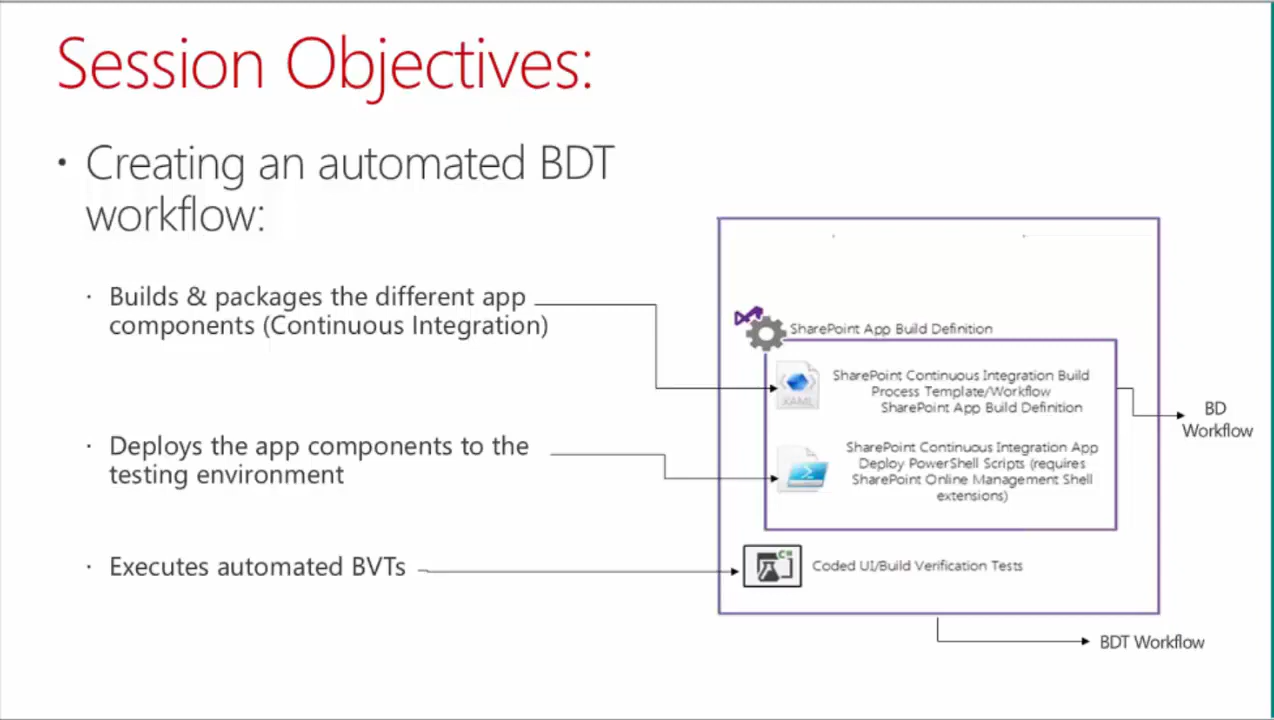 Session Objectives:
• Creating an automated BDT
workflow:
· Builds & packages the different app
components (Continuous Integration)
· Deploys the app components to the
testing environment
· Executes automated BVTs
SharePoint App Build Definition
XAML
SharePoint Continuous Integration Build
Process Template/Workflow
SharePoint App Build Definition
SharePoint Continuous Integration App
Deploy PowerShell Scripts (requires
SharePoint Online Management Shell
extensions)
C#
Coded UI/Build Verification Tests
BD
Workflow
BDT Workflow